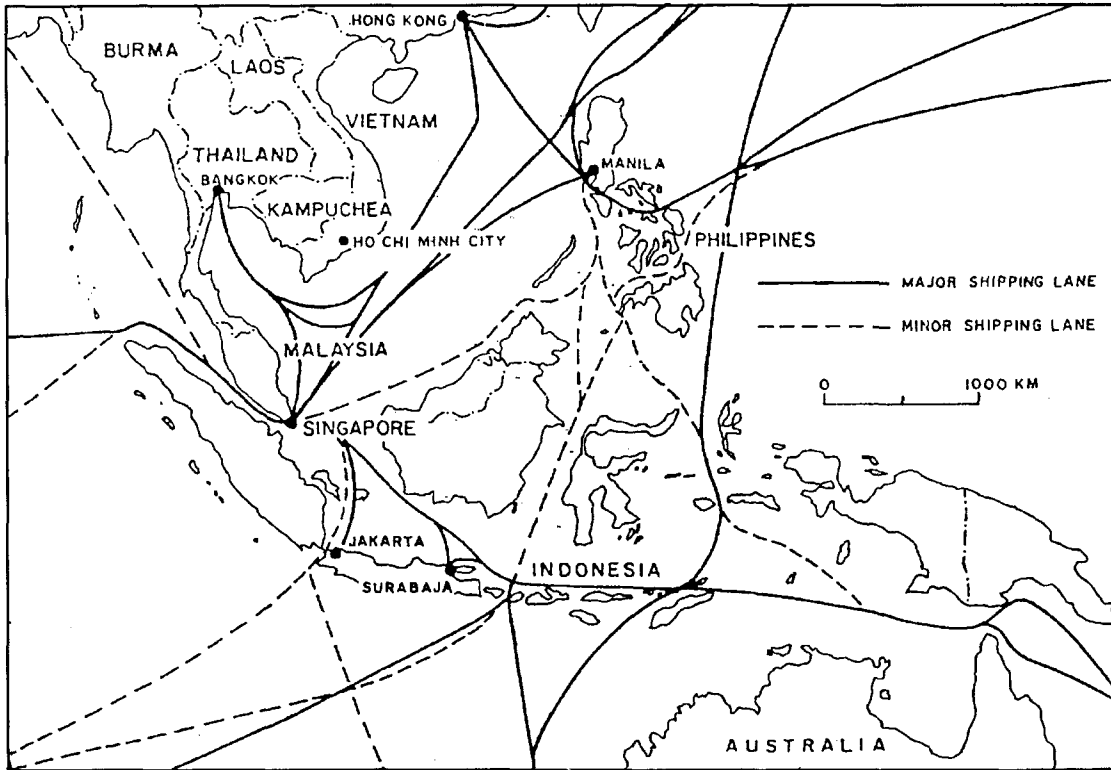 HONG KONG
BURMA
LAOS
VIETNAM
THAILAND
BANGKOK
MANILA
KAMPUCHEA
HO CHI MINH CITY
PHILIPPINES
MAJOR SHIPPING LANE
MINOR SHIPPING LANE
MALAYSIA
0 1000 KM
SINGAPORE
JAKARTA
INDONESIA
SURABAJA
AUSTRALIA